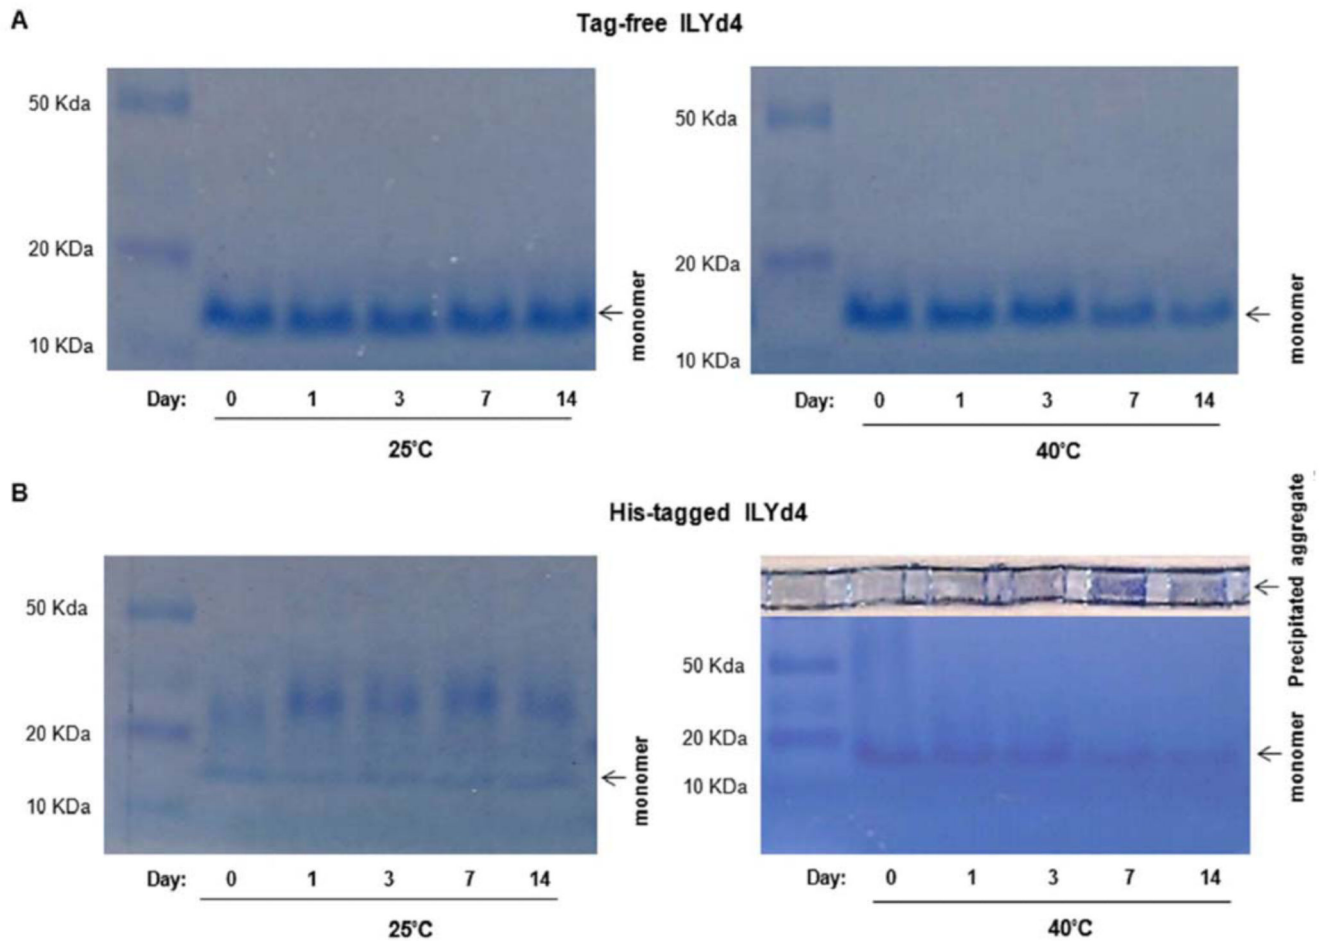 A
Tag-free ILYd4
50 Kda
20 KDa
10 KDa
monomer
Day: 0 1 3 7 14
25°C
50 Kda
20 KDa
10 KDa
monomer
Day: 0 1 3 7 14
40°C
B
His-tagged ILYd4
50 Kda
20 KDa
10 KDa
monomer
Day: 0 1 3 7 14
25°C
Precipitated aggregate
50 Kda
20 KDa
10 KDa
monomer
Day: 0 1 3 7 14
40°C